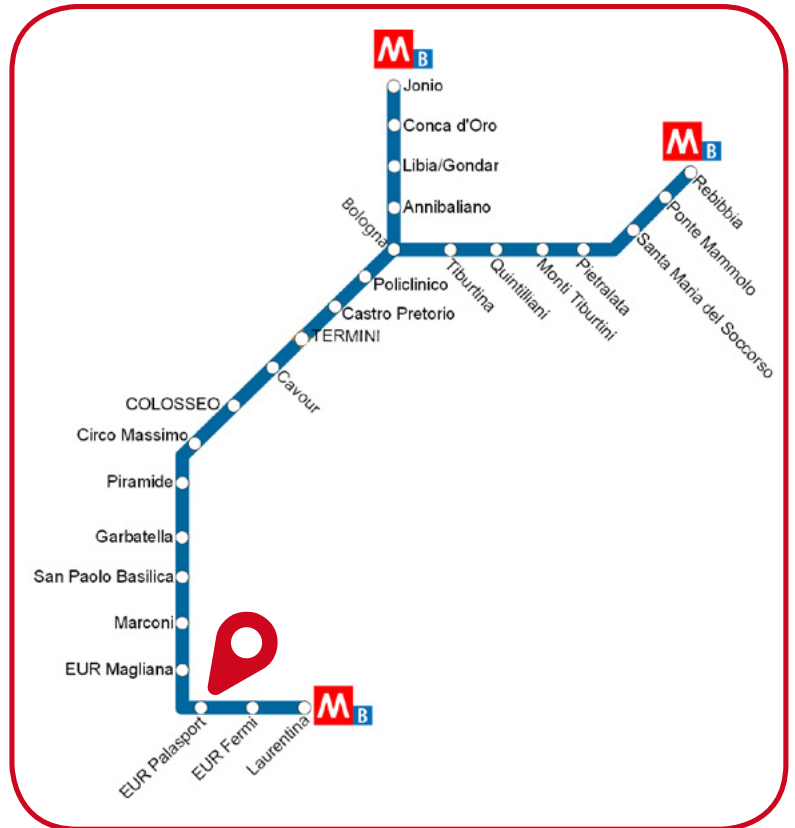 M B
Jonio
Conca d'Oro
Libia/Gondar
Annibaliano
Bologna
M B
Rebibbia
Ponte Mammolo
Santa Maria del Soccorso
Pietralata
Monti Tiburtini
Quintiliani
Tiburtina
Policlinico
Castro Pretorio
TERMINI
Cavour
COLOSSEO
Circo Massimo
Piramide
Garbatella
San Paolo Basilica
Marconi
EUR Magliana
EUR Palasport
EUR Fermi
Laurentina
M B